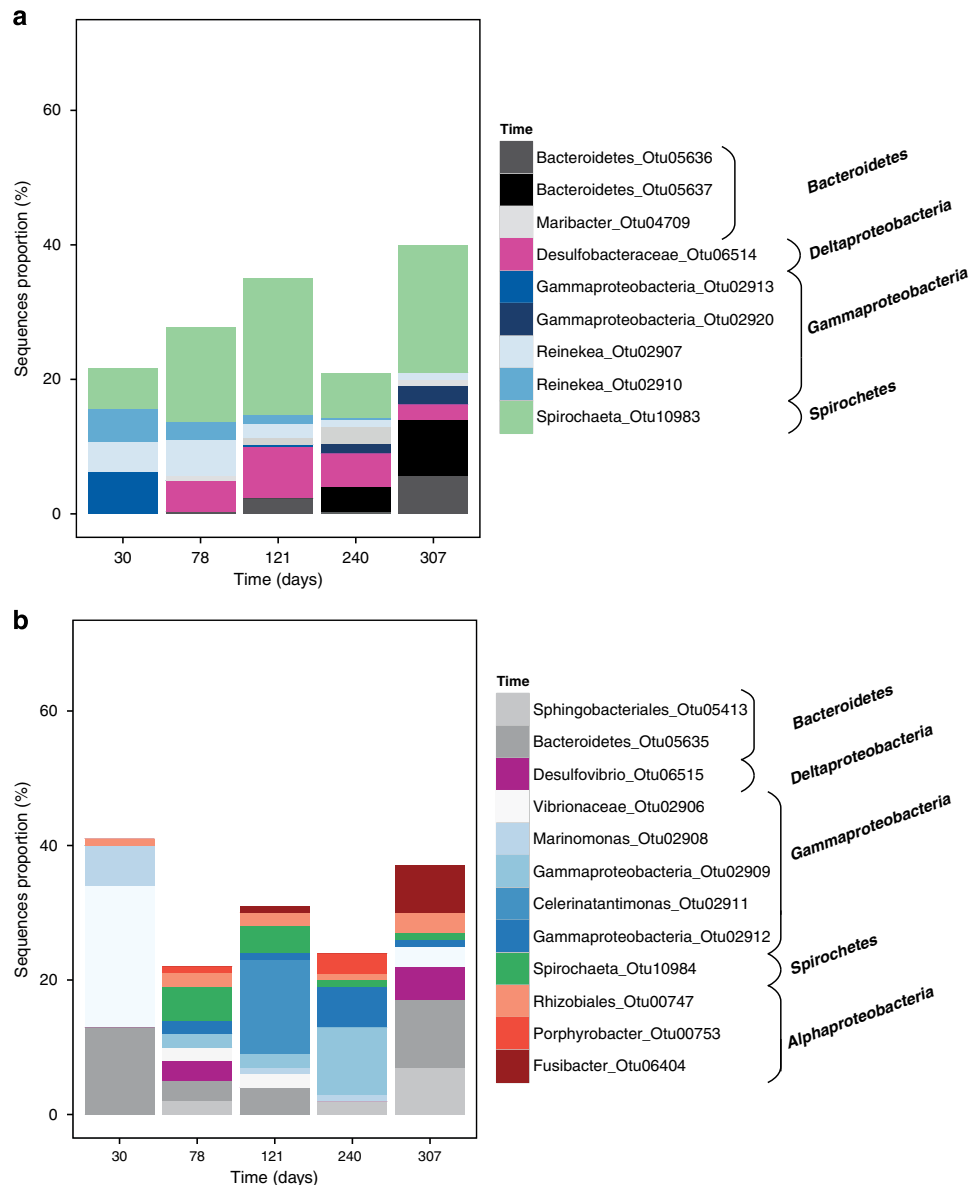 a
60
40
20
0
Sequences proportion (%)
30 78 121 240 307
Time (days)
Time
Bacteroidetes_Otu05636
Bacteroidetes_Otu05637
Maribacter_Otu04709
Desulfobacteraceae_Otu06514
Gammaproteobacteria_Otu02913
Gammaproteobacteria_Otu02920
Reinekea_Otu02907
Reinekea_Otu02910
Spirochaeta_Otu10983
Bacteroidetes
Deltaproteobacteria
Gammaproteobacteria
Spirochetes
b
60
40
20
0
Sequences proportion (%)
30 78 121 240 307
Time (days)
Time
Sphingobacteriales_Otu05413
Bacteroidetes_Otu05635
Desulfovibrio_Otu06515
Vibrionaceae_Otu02906
Marinomonas_Otu02908
Gammaproteobacteria_Otu02909
Celerinatantimonas_Otu02911
Gammaproteobacteria_Otu02912
Spirochaeta_Otu10984
Rhizobiales_Otu00747
Porphyrobacter_Otu00753
Fusibacter_Otu06404
Bacteroidetes
Deltaproteobacteria
Gammaproteobacteria
Spirochetes
Alphaproteobacteria